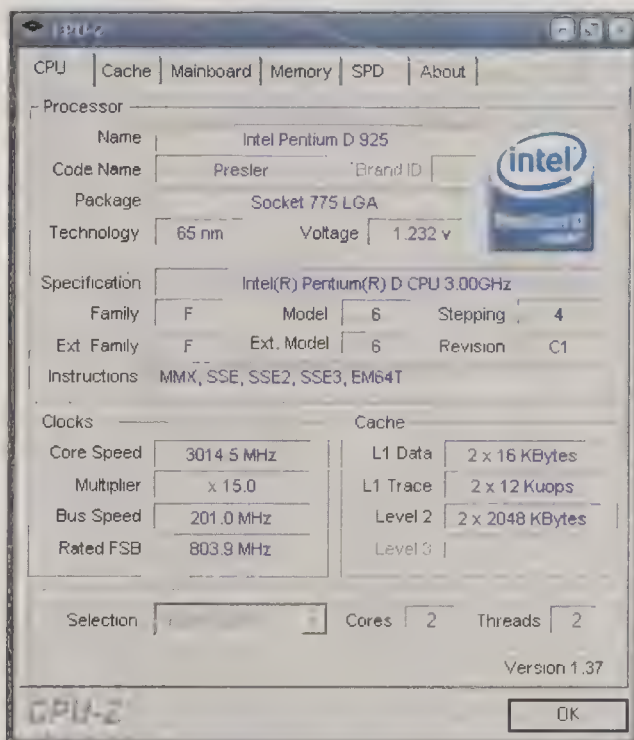 CPU Cache Mainboard Memory SPD About
Processor
Name Intel Pentium D 925
Code Name Presler Brand ID
intel
Package Socket 775 LGA
Technology 65 nm Voltage 1.232 v
Specification Intel(R) Pentium(R) D CPU 3.00GHz
Family F Model 6 Stepping 4
Ext. Family F Ext. Model 6 Revision C1
Instructions MMX, SSE, SSE2, SSE3, EM64T
Clocks Cache
Core Speed 3014.5 MHz L1 Data 2 x 16 KBytes
Multiplier x 15.0 L1 Trace 2 x 12 Kuops
Bus Speed 201.0 MHz Level 2 2 x 2048 KBytes
Rated FSB 803.9 MHz Level 3
Selection Cores 2 Threads 2
Version 1.37
CPU-Z OK